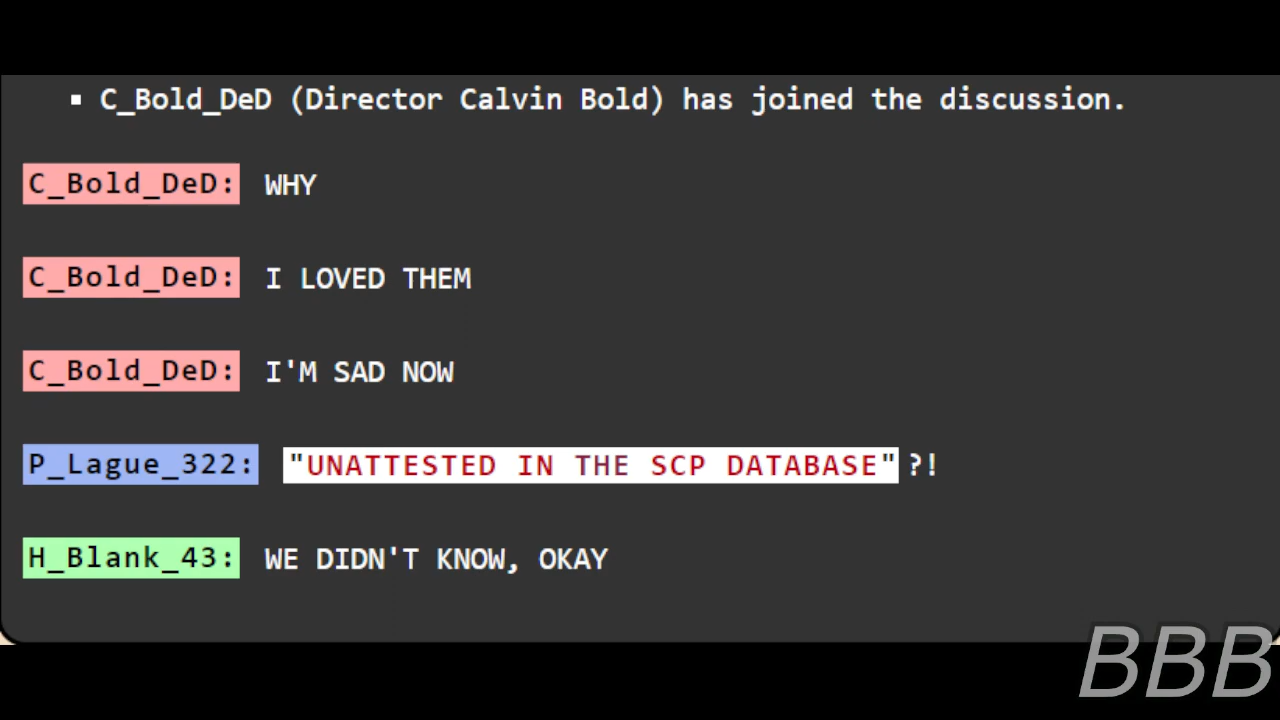 ▪ C_Bold_DeD (Director Calvin Bold) has joined the discussion.
C_Bold_DeD: WHY
C_Bold_DeD: I LOVED THEM
C_Bold_DeD: I'M SAD NOW
P_Lague_322: "UNATTESTED IN THE SCP DATABASE" ?!
H_Blank_43: WE DIDN'T KNOW, OKAY
BBB